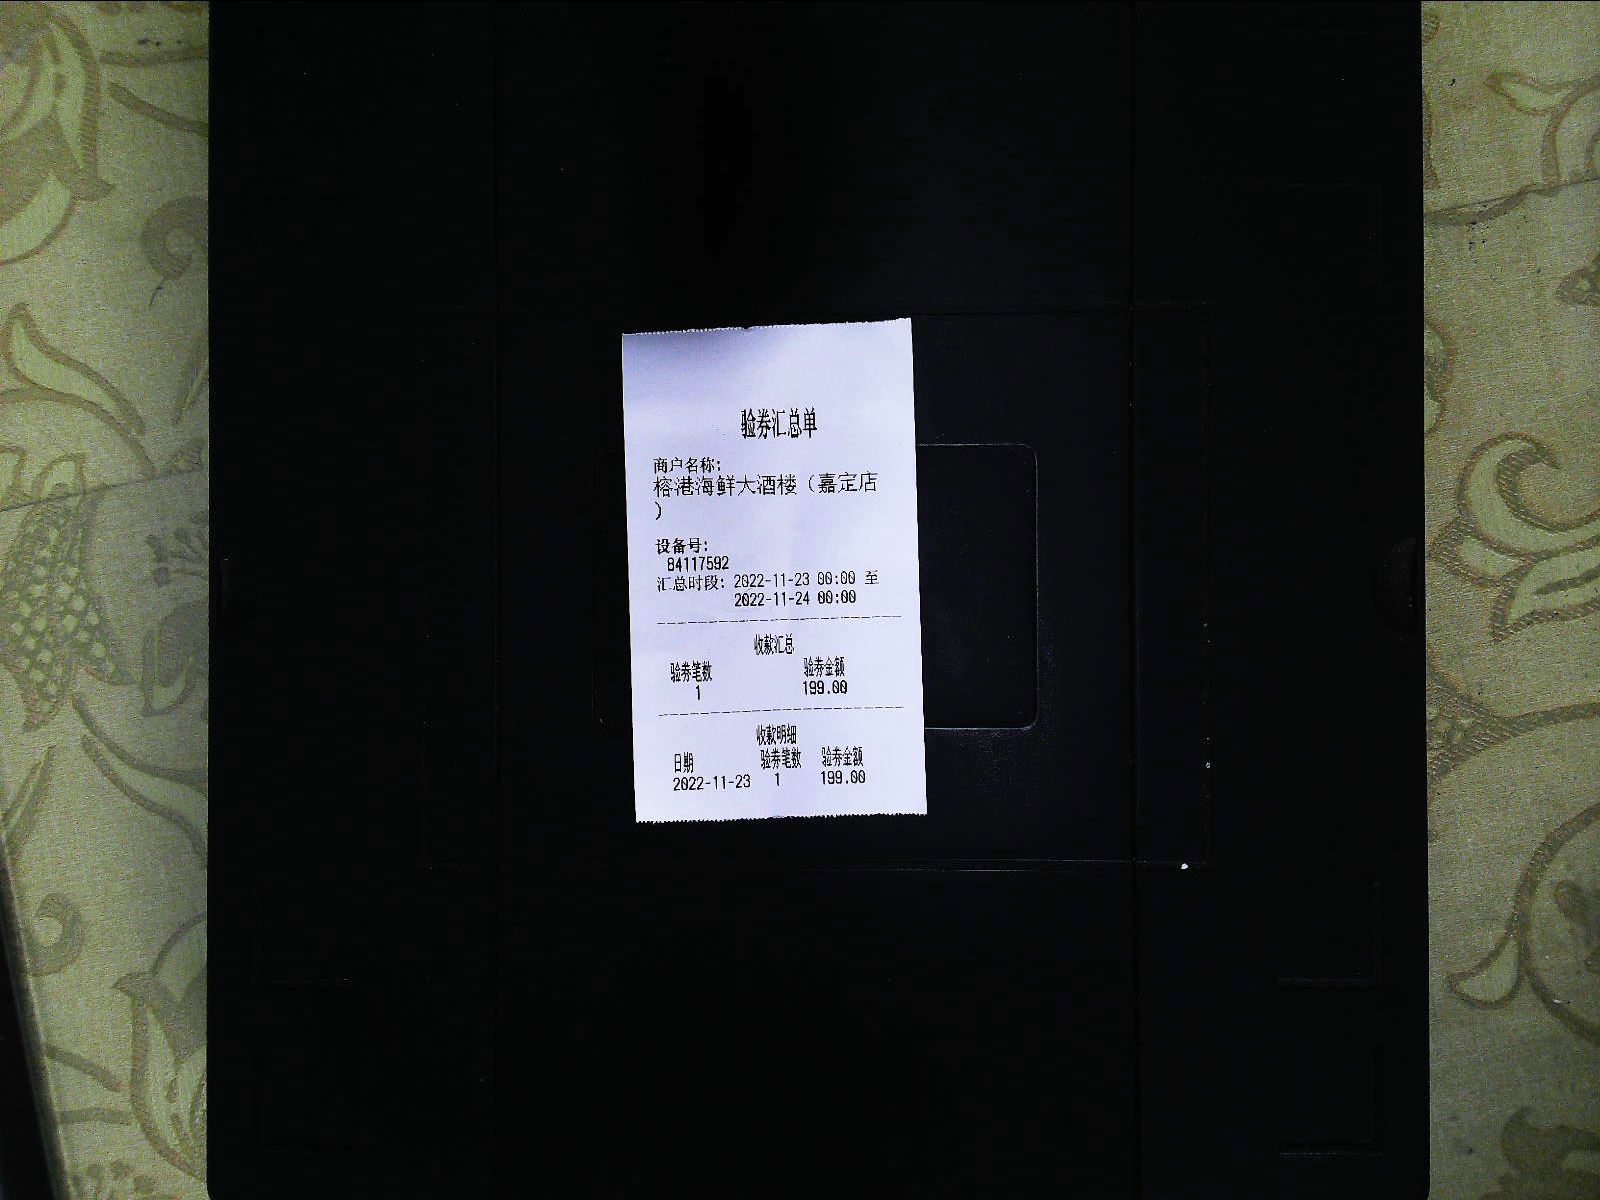 验券汇总单
商户名称:
榕港海鲜大酒楼（嘉定店
）
设备号:
84117592
汇总时段: 2022-11-23 00:00 至
2022-11-24 00:00
收款汇总
验券笔数 验券金额
1 199.00
收款明细
日期 验券笔数 验券金额
2022-11-23 1 199.00